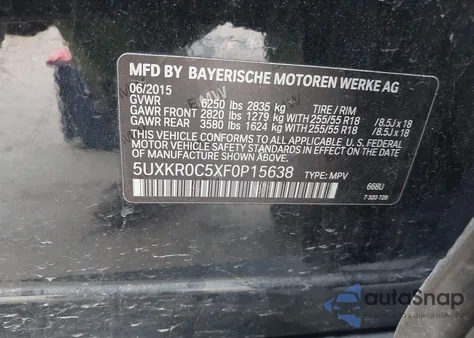 MFD BY BAYERISCHE MOTOREN WERKE AG
06/2015
GVWR 6250 lbs 2835 kg TIRE / RIM
GAWR FRONT 2820 lbs 1279 kg 255/55 R18 /8.5J x 18
GAWR REAR 3580 lbs 1624 kg 255/55 R18 /8.5J x 18
THIS VEHICLE CONFORMS TO ALL APPLICABLE FEDERAL
MOTOR VEHICLE SAFETY STANDARDS IN EFFECT
ON THE DATE OF MANUFACTURE SHOWN ABOVE
5UXKR0C5XF0P15638 TYPE: MPV
668U
7 320 729
autoSnap